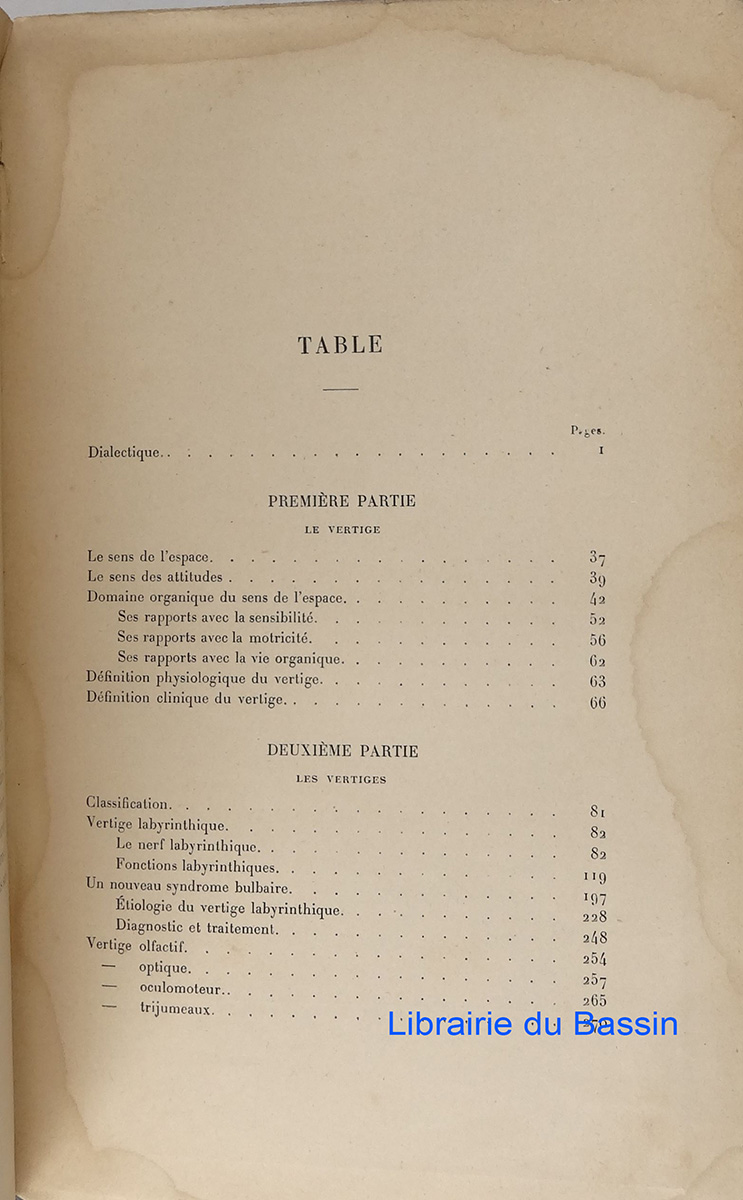 TABLE
Pages.
Dialectique. . . . . . . . . . . . . . . . . . . . 1
PREMIÈRE PARTIE
LE VERTIGE
Le sens de l'espace. . . . . . . . . . . . . . . . . 37
Le sens des attitudes . . . . . . . . . . . . . . . . 39
Domaine organique du sens de l'espace. . . . . . . . . . . 42
Ses rapports avec la sensibilité. . . . . . . . . . . . 52
Ses rapports avec la motricité. . . . . . . . . . . . 56
Ses rapports avec la vie organique. . . . . . . . . . . 62
Définition physiologique du vertige. . . . . . . . . . . . 63
Définition clinique du vertige. . . . . . . . . . . . . . 66
DEUXIÈME PARTIE
LES VERTIGES
Classification. . . . . . . . . . . . . . . . . . . 81
Vertige labyrinthique. . . . . . . . . . . . . . . . . 82
Le nerf labyrinthique. . . . . . . . . . . . . . . 82
Fonctions labyrinthiques. . . . . . . . . . . . . . 119
Un nouveau syndrome bulbaire. . . . . . . . . . . . . 197
Étiologie du vertige labyrinthique. . . . . . . . . . . 228
Diagnostic et traitement. . . . . . . . . . . . . . 248
Vertige olfactif. . . . . . . . . . . . . . . . . . 254
— optique. . . . . . . . . . . . . . . . . . 257
— oculomoteur. . . . . . . . . . . . . . . . . 265
— trijumeaux. . . . . . . . . . . . . . . . .
Librairie du Bassin